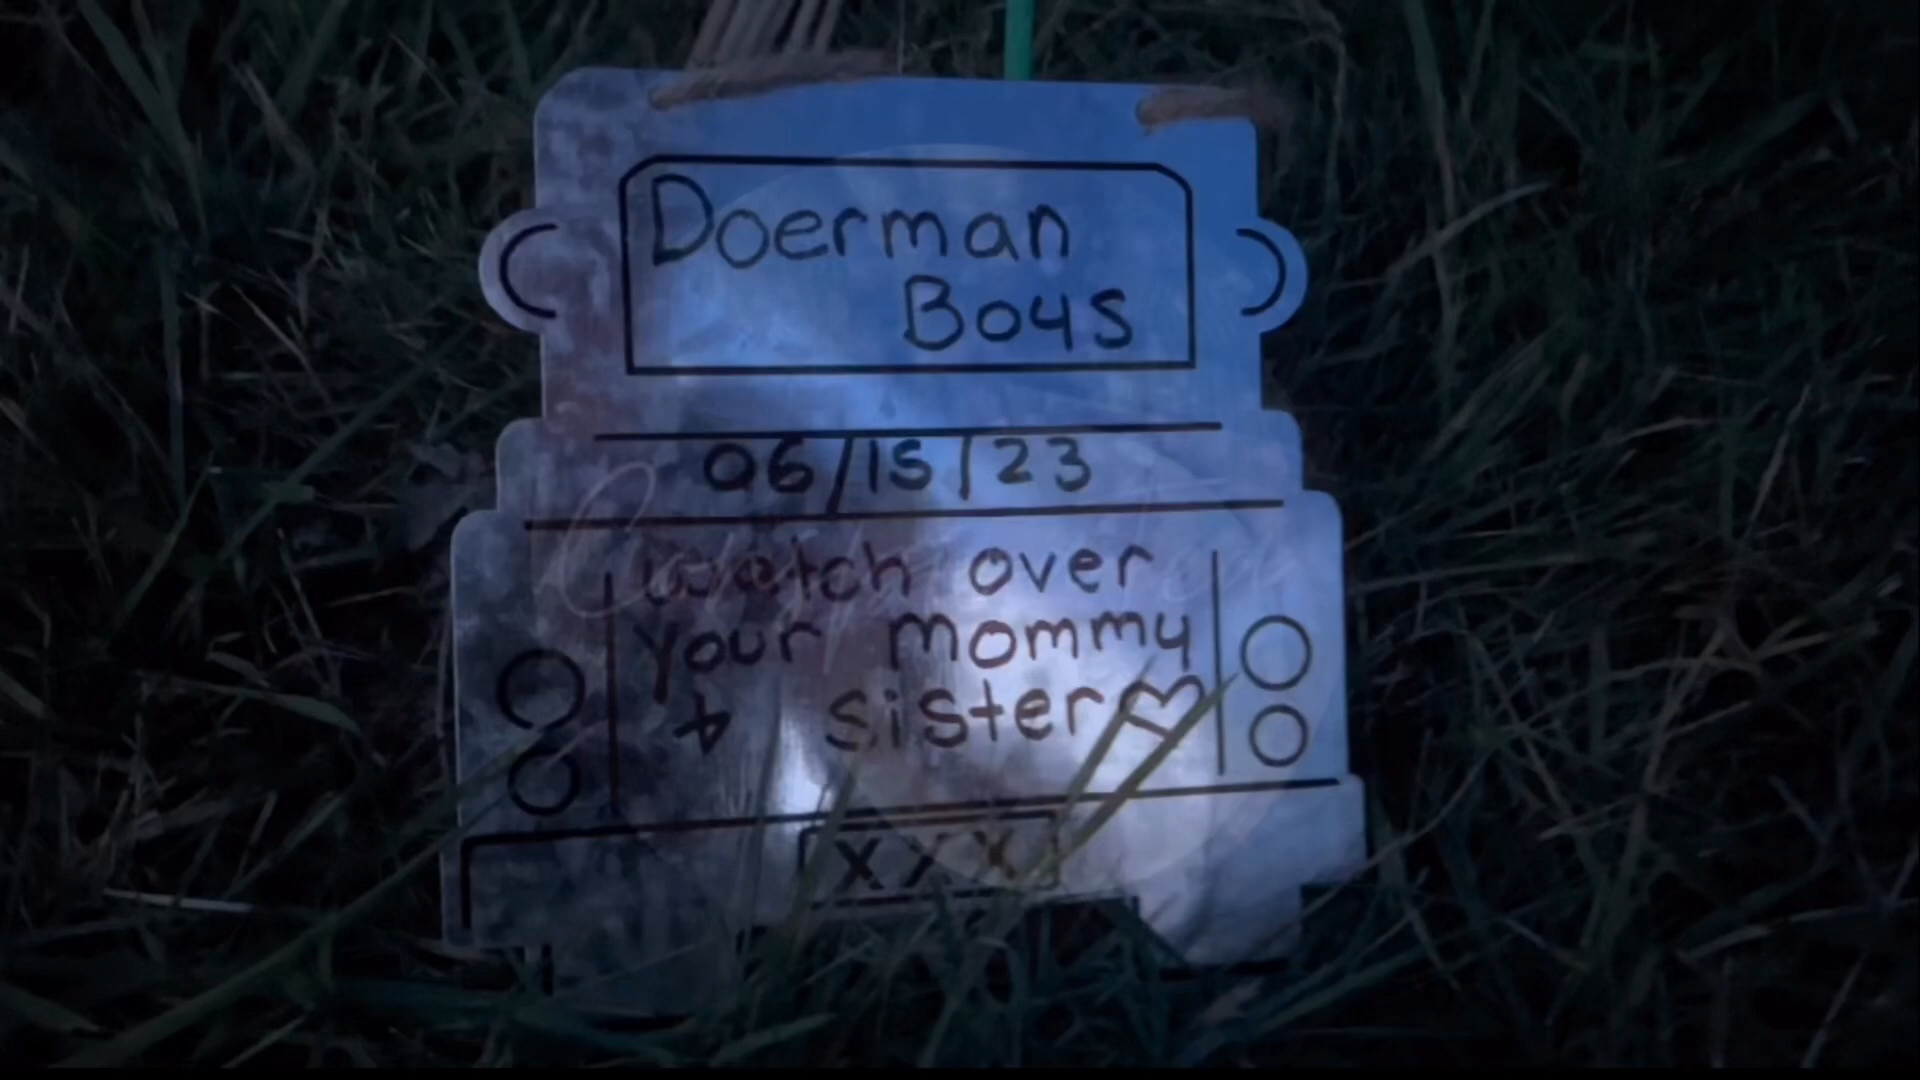 Doerman
Boys
06/15/23
watch over
your mommy
+ sister
XXX